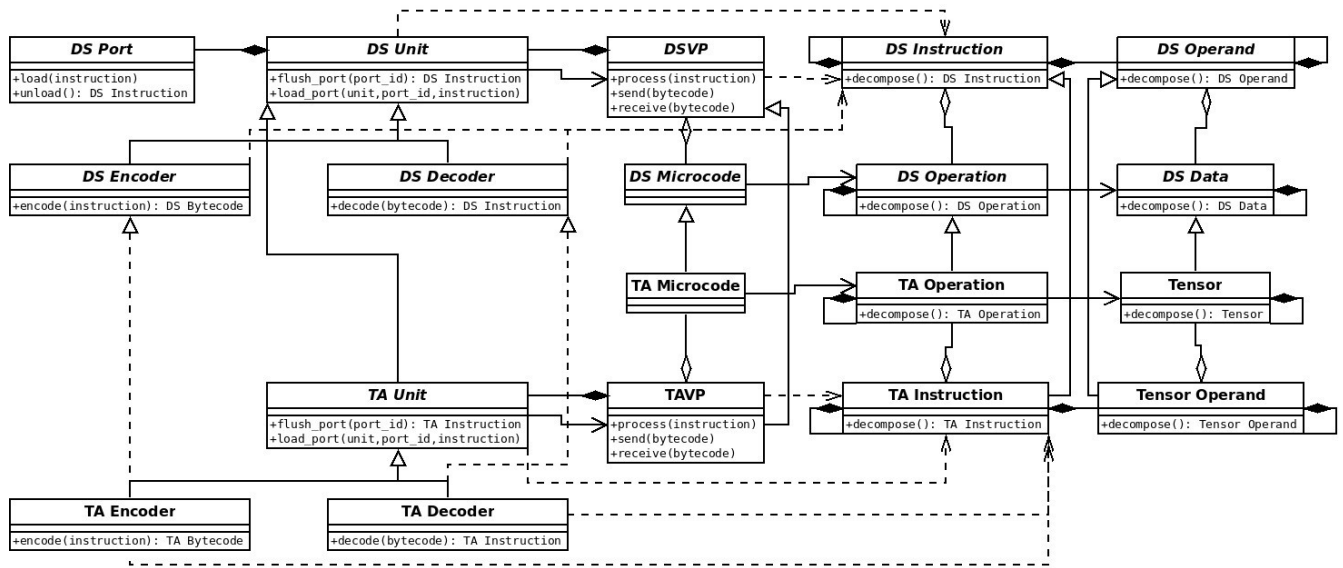 DS Port
+load(instruction)
+unload(): DS Instruction
DS Unit
+flush_port(port_id): DS Instruction
+load_port(unit,port_id,instruction)
DSVP
+process(instruction)
+send(bytecode)
+receive(bytecode)
DS Instruction
+decompose(): DS Instruction
DS Operand
+decompose(): DS Operand
DS Encoder
+encode(instruction): DS Bytecode
DS Decoder
+decode(bytecode): DS Instruction
DS Microcode
DS Operation
+decompose(): DS Operation
DS Data
+decompose(): DS Data
TA Microcode
TA Operation
+decompose(): TA Operation
Tensor
+decompose(): Tensor
TA Unit
+flush_port(port_id): TA Instruction
+load_port(unit,port_id,instruction)
TAVP
+process(instruction)
+send(bytecode)
+receive(bytecode)
TA Instruction
+decompose(): TA Instruction
Tensor Operand
+decompose(): Tensor Operand
TA Encoder
+encode(instruction): TA Bytecode
TA Decoder
+decode(bytecode): TA Instruction